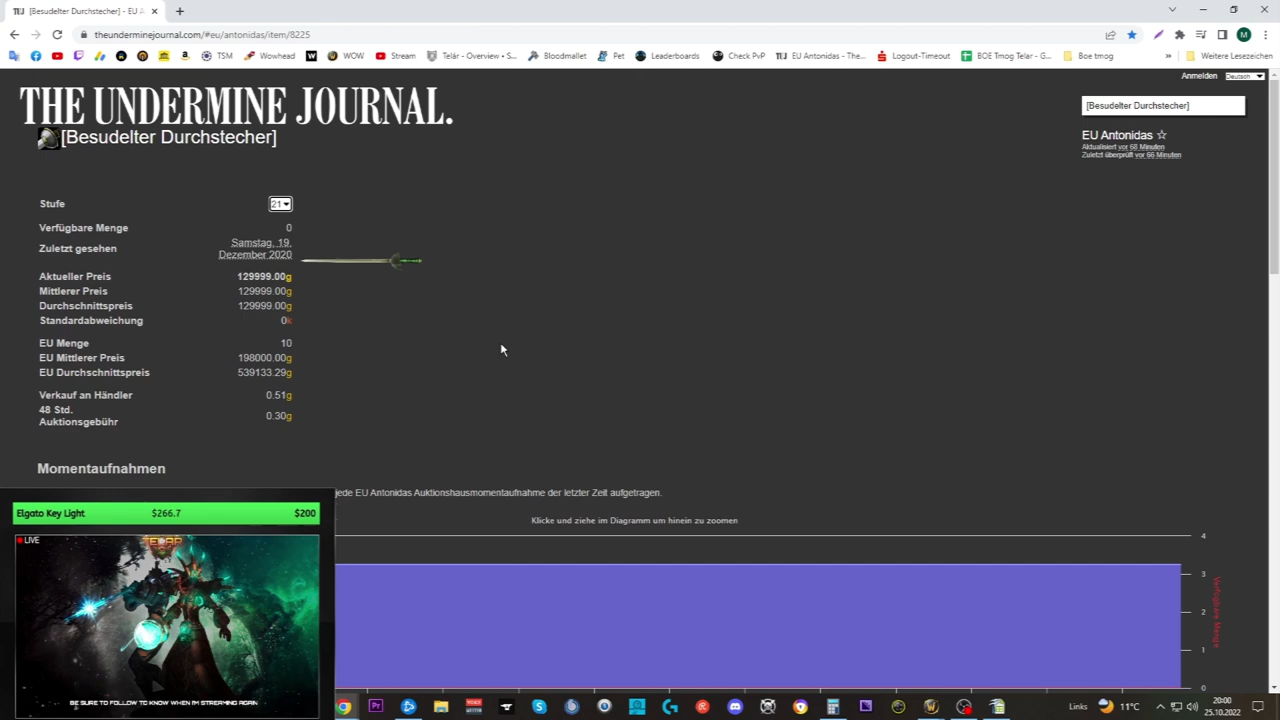 [Besudelter Durchstecher] - EU A
theunderminejournal.com/#eu/antonidas/item/8225
TSM
Wowhead
WOW
Stream
Telár - Overview • S...
Bloodmallet
Pet
Leaderboards
Check PvP
EU Antonidas - The...
Logout-Timeout
BOE Tmog Telar - G...
Boe tmog
»
Weitere Lesezeichen
Anmelden
Deutsch
THE UNDERMINE JOURNAL.
[Besudelter Durchstecher]
[Besudelter Durchstecher]
EU Antonidas ☆
Aktualisiert vor 68 Minuten
Zuletzt überprüft vor 66 Minuten
Stufe 21
Verfügbare Menge 0
Zuletzt gesehen Samstag, 19.
Dezember 2020
Aktueller Preis 129999.00g
Mittlerer Preis 129999.00g
Durchschnittspreis 129999.00g
Standardabweichung 0k
EU Menge 10
EU Mittlerer Preis 198000.00g
EU Durchschnittspreis 539133.29g
Verkauf an Händler 0.51g
48 Std.
Auktionsgebühr 0.30g
Momentaufnahmen
jede EU Antonidas Auktionshausmomentaufnahme der letzter Zeit aufgetragen.
Klicke und ziehe im Diagramm um hinein zu zoomen
4
3
2
1
0
Verfügbare Menge
Elgato Key Light $266.7 $200
LIVE
TELAR
BE SURE TO FOLLOW TO KNOW WHEN I'M STREAMING AGAIN
Links
11°C
20:00
25.10.2022